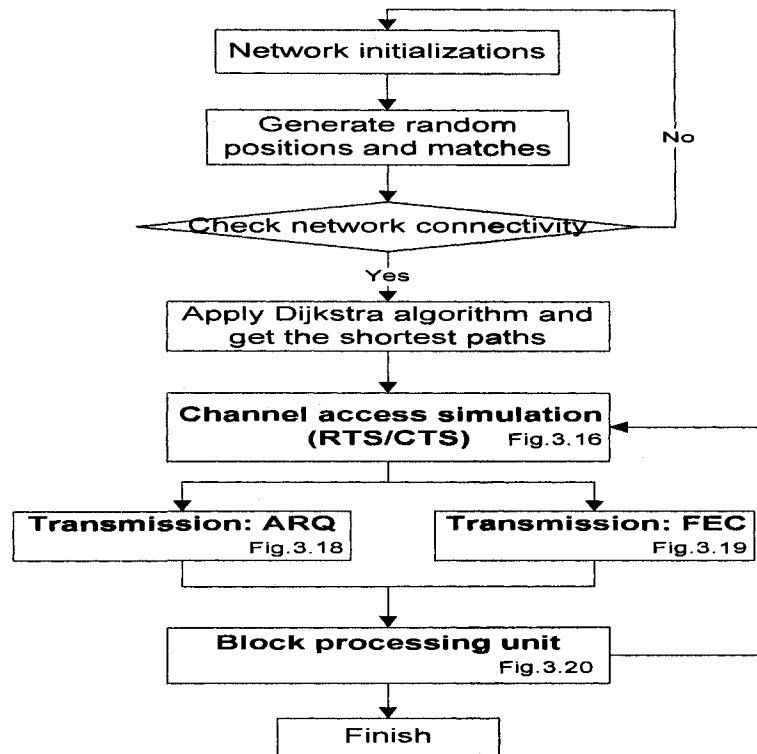 Network initializations
Generate random
positions and matches
No
Check network connectivity
Yes
Apply Dijkstra algorithm and
get the shortest paths
Channel access simulation
(RTS/CTS) Fig.3.16
Transmission: ARQ
Fig.3.18
Transmission: FEC
Fig.3.19
Block processing unit
Fig.3.20
Finish